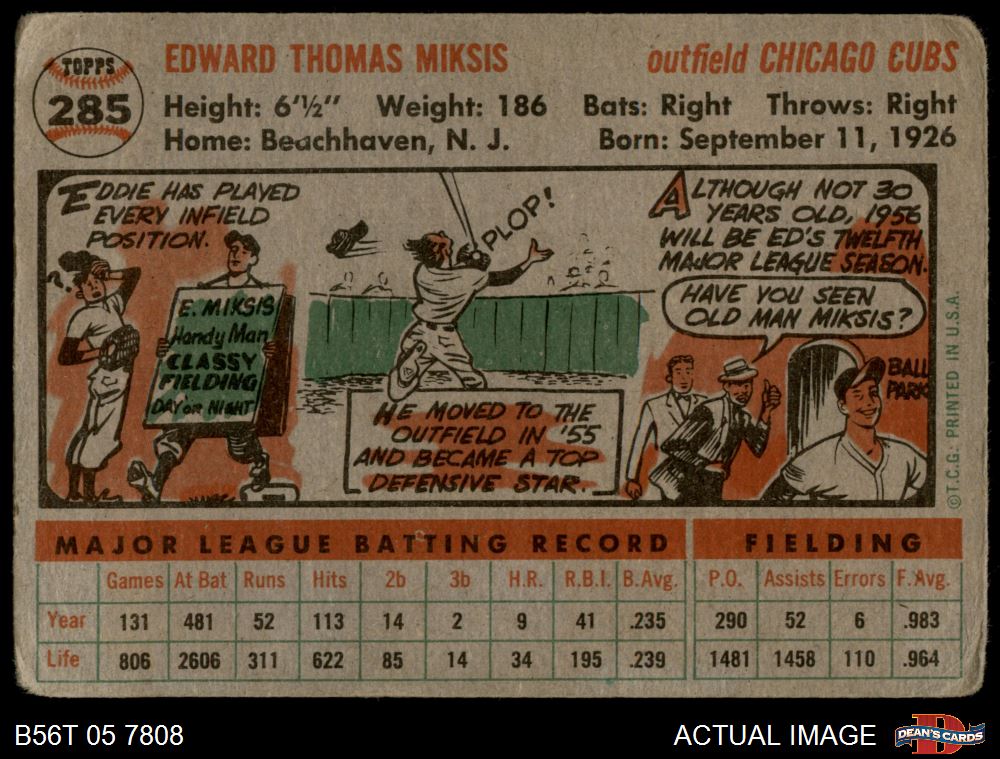 TOPPS
285
EDWARD THOMAS MIKSIS
outfield CHICAGO CUBS
Height: 6'½" Weight: 186 Bats: Right Throws: Right
Home: Beachhaven, N. J. Born: September 11, 1926
EDDIE HAS PLAYED
EVERY INFIELD
POSITION.
?
E. MIKSIS
Handy Man
CLASSY
FIELDING
DAY or NIGHT
PLOP!
HE MOVED TO THE
OUTFIELD IN '55
AND BECAME A TOP
DEFENSIVE STAR.
ALTHOUGH NOT 30
YEARS OLD, 1956
WILL BE ED'S TWELFTH
MAJOR LEAGUE SEASON.
HAVE YOU SEEN
OLD MAN MIKSIS?
BALL
PARK
©T.C.G. PRINTED IN U.S.A.
MAJOR LEAGUE BATTING RECORD FIELDING
Games At Bat Runs Hits 2b 3b H.R. R.B.I. B.Avg. P.O. Assists Errors F.Avg.
Year 131 481 52 113 14 2 9 41 .235 290 52 6 .983
Life 806 2606 311 622 85 14 34 195 .239 1481 1458 110 .964
B56T 05 7808 ACTUAL IMAGE
DEAN'S CARDS